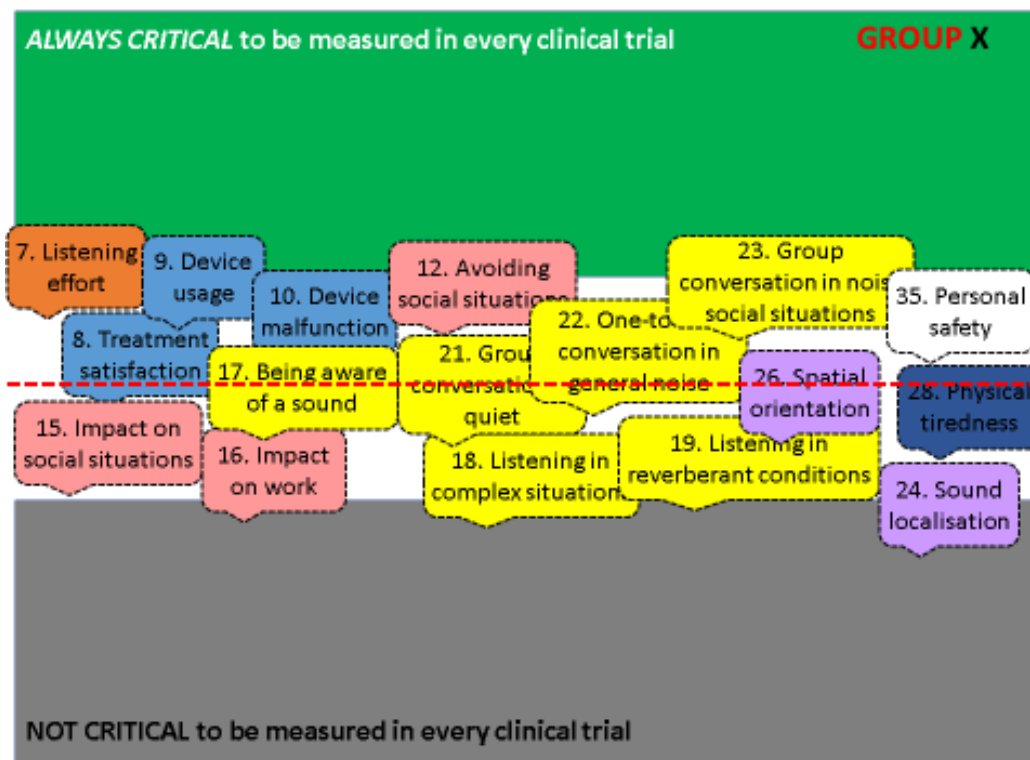 ALWAYS CRITICAL to be measured in every clinical trial
GROUP X
7. Listening
effort
9. Device
usage
10. Device
malfunction
8. Treatment
satisfaction
12. Avoiding
social situations
23. Group
conversation in nois
social situations
22. One-to
conversation in
general noise
35. Personal
safety
17. Being aware
of a sound
21. Grou
conversatio
quiet
26. Spatial
orientation
28. Physical
tiredness
15. Impact on
social situations
16. Impact
on work
18. Listening in
complex situation
19. Listening in
reverberant conditions
24. Sound
localisation
NOT CRITICAL to be measured in every clinical trial